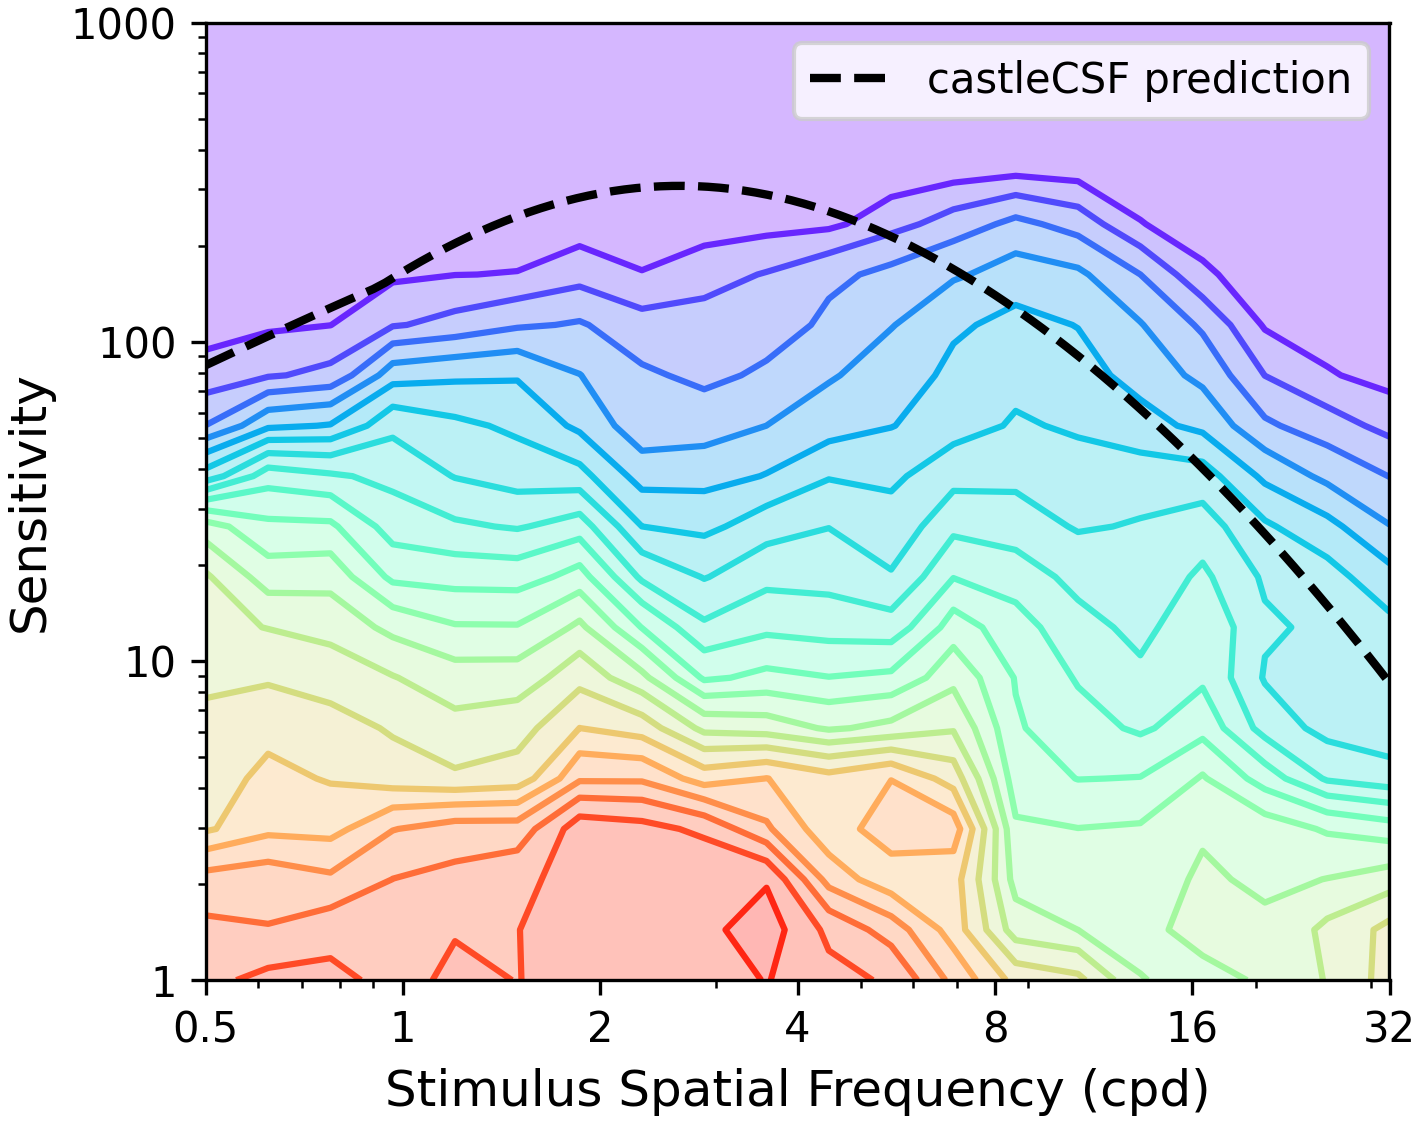 1000
castleCSF prediction
100
Sensitivity
10
1
0.5 1 2 4 8 16 32
Stimulus Spatial Frequency (cpd)